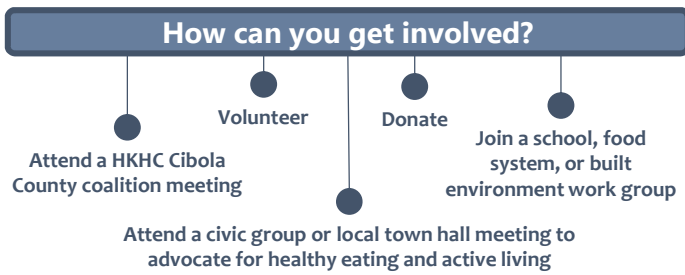 How can you get involved?
Volunteer
Donate
Attend a HKHC Cibola
County coalition meeting
Join a school, food
system, or built
environment work group
Attend a civic group or local town hall meeting to
advocate for healthy eating and active living